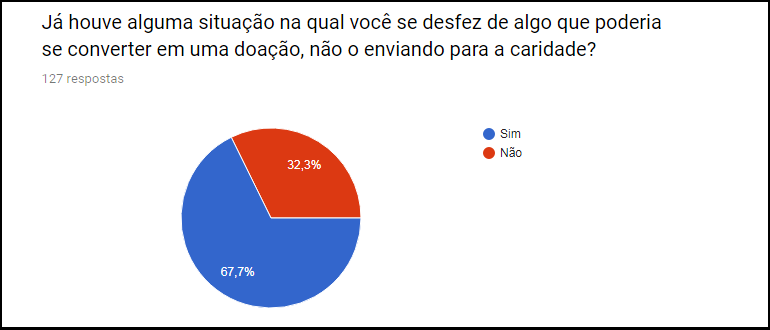 Já houve alguma situação na qual você se desfez de algo que poderia
se converter em uma doação, não o enviando para a caridade?
127 respostas
Sim
Não
32,3%
67,7%